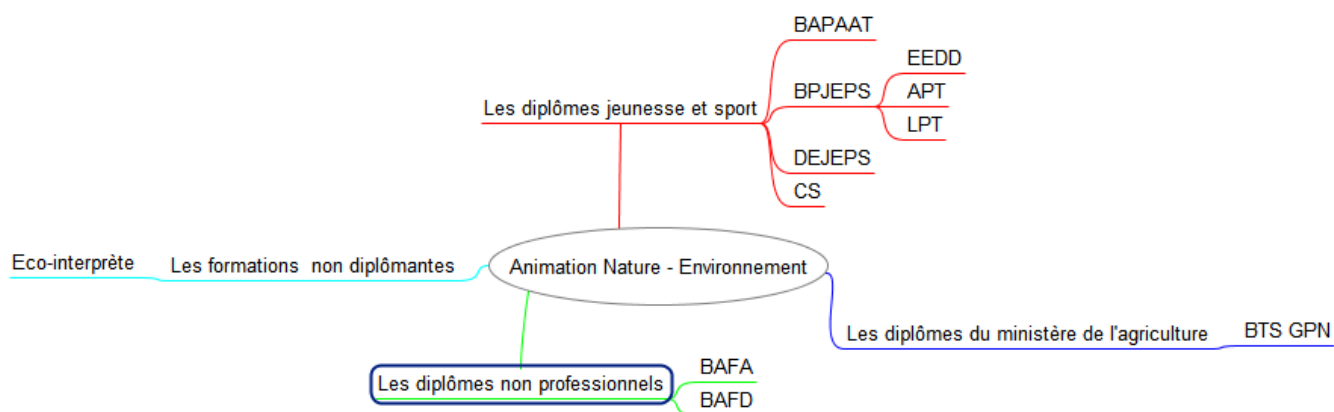 BAPAAT
EEDD
BPJEPS
APT
Les diplômes jeunesse et sport
LPT
DEJEPS
CS
Eco-interprète
Les formations  non diplômantes
Animation Nature - Environnement
Les diplômes du ministère de l'agriculture
BTS GPN
Les diplômes non professionnels
BAFA
BAFD